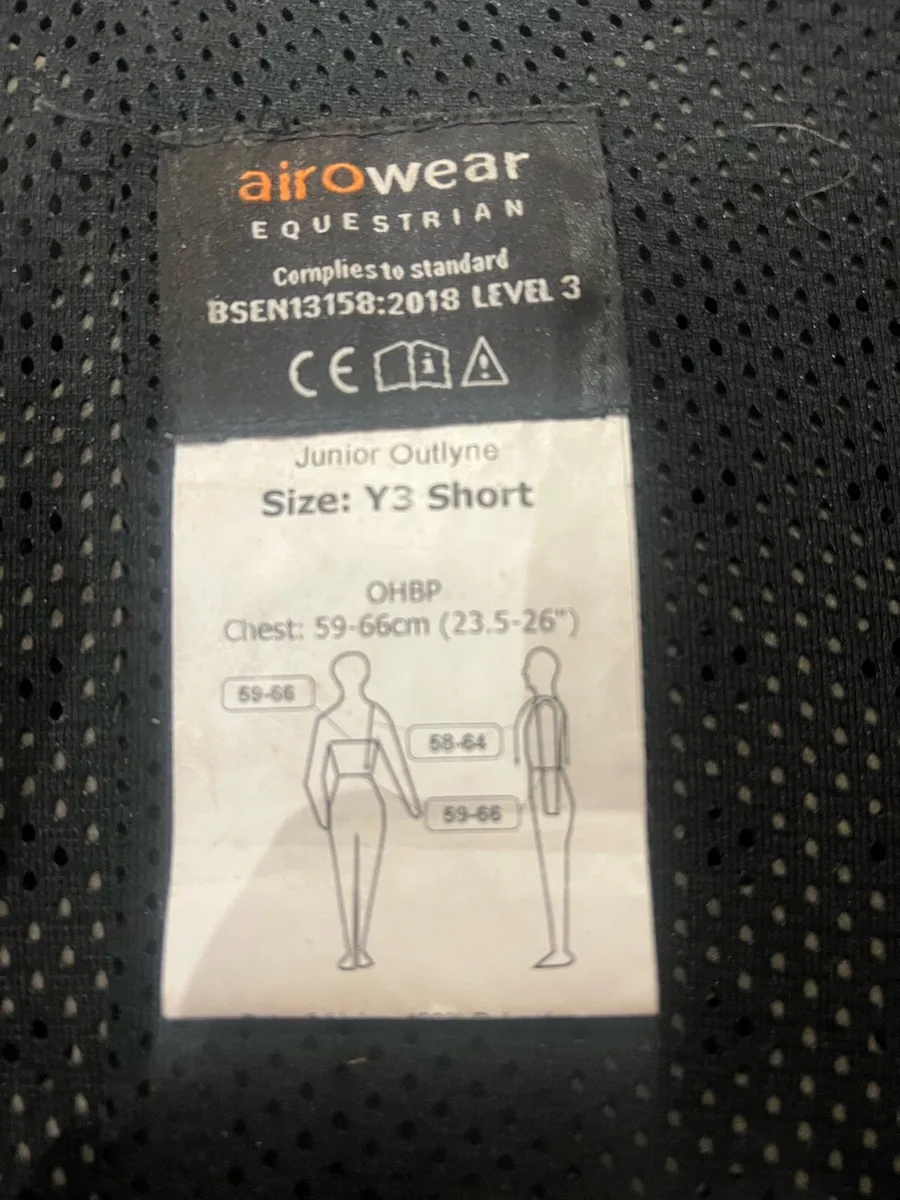 airowear
EQUESTRIAN
Complies to standard
BSEN13158:2018 LEVEL 3
CE
Junior Outlyne
Size: Y3 Short
OHBP
Chest: 59-66cm (23.5-26")
59-66
58-64
59-66